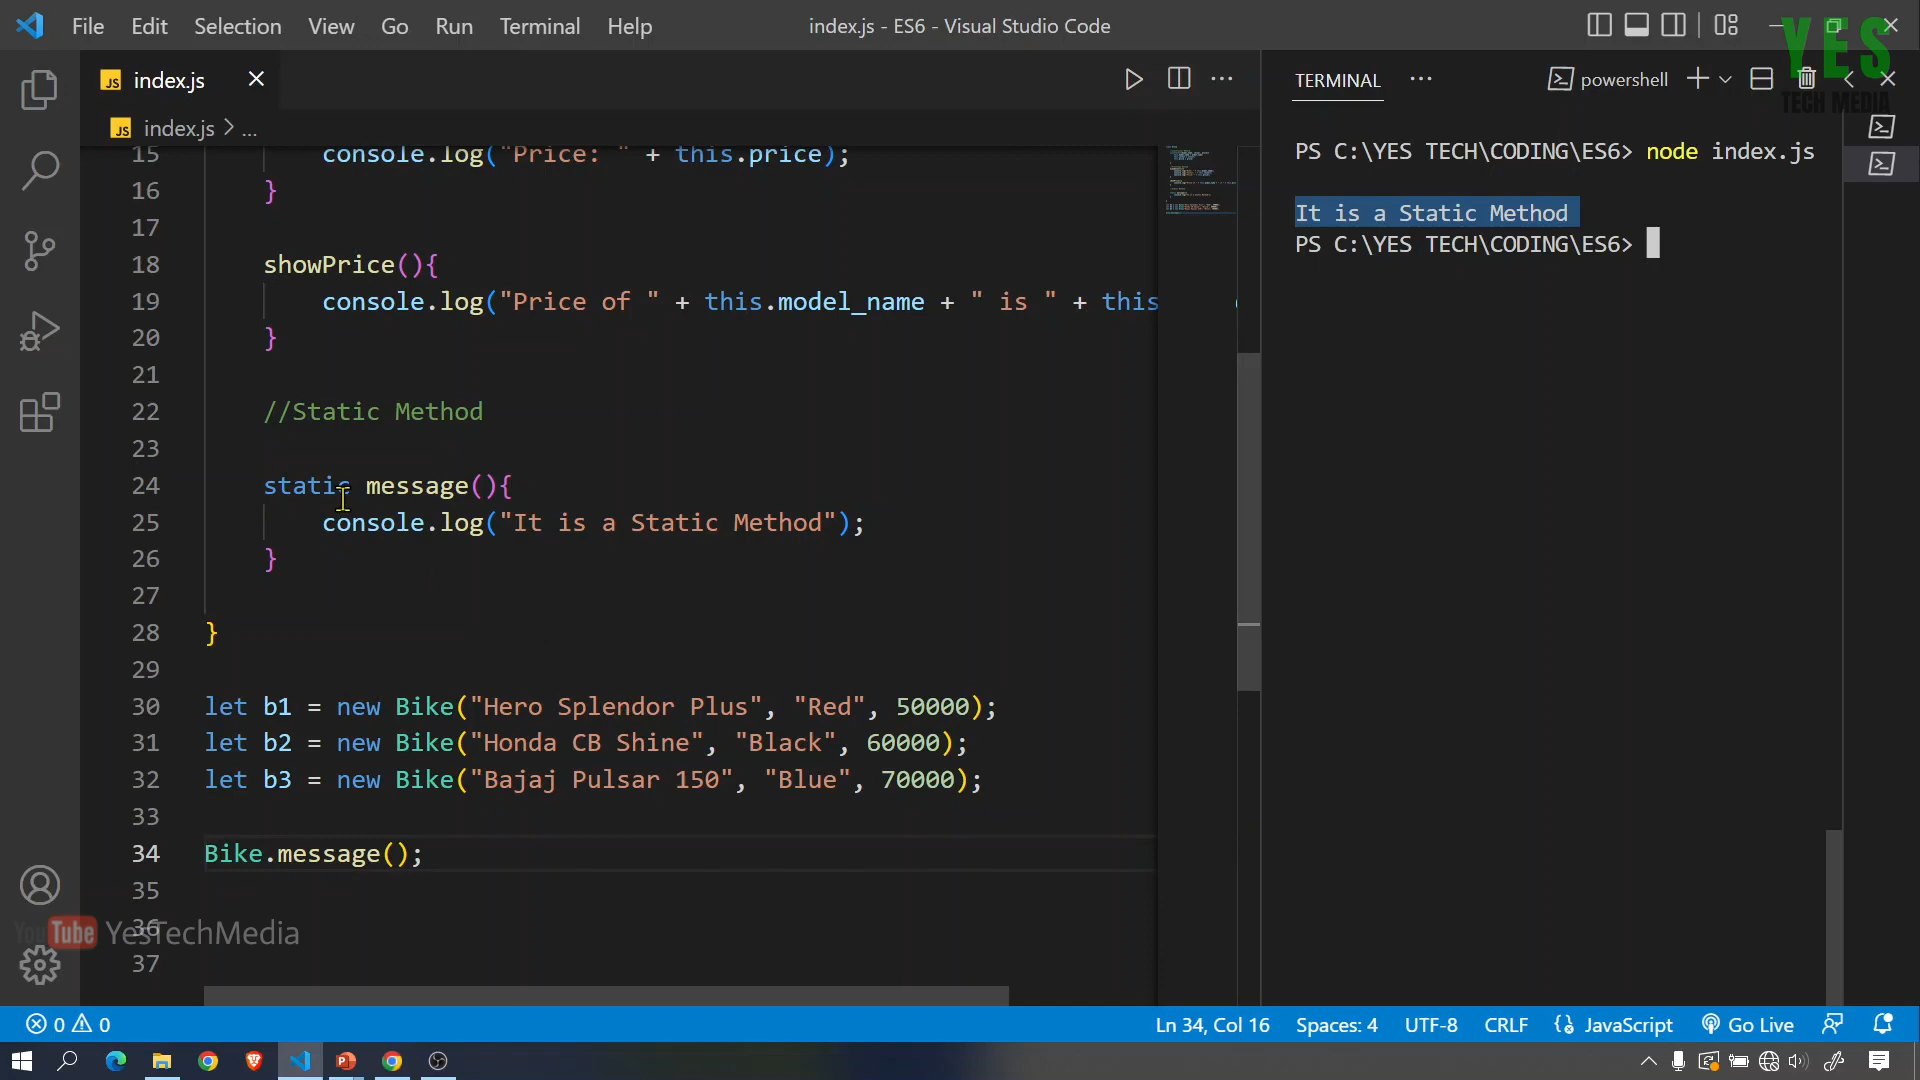 File Edit Selection View Go Run Terminal Help
index.js - ES6 - Visual Studio Code
YES
TECH MEDIA
JS index.js
JS index.js > ...
TERMINAL
powershell
15 console.log("Price: " + this.price);
16 }
17
18 showPrice(){
19 console.log("Price of " + this.model_name + " is " + this
20 }
21
22 //Static Method
23
24 static message(){
25 console.log("It is a Static Method");
26 }
27
28 }
29
30 let b1 = new Bike("Hero Splendor Plus", "Red", 50000);
31 let b2 = new Bike("Honda CB Shine", "Black", 60000);
32 let b3 = new Bike("Bajaj Pulsar 150", "Blue", 70000);
33
34 Bike.message();
35
36
37
PS C:\YES TECH\CODING\ES6> node index.js
It is a Static Method
PS C:\YES TECH\CODING\ES6>
YouTube YesTechMedia
0 0
Ln 34, Col 16 Spaces: 4 UTF-8 CRLF JavaScript Go Live